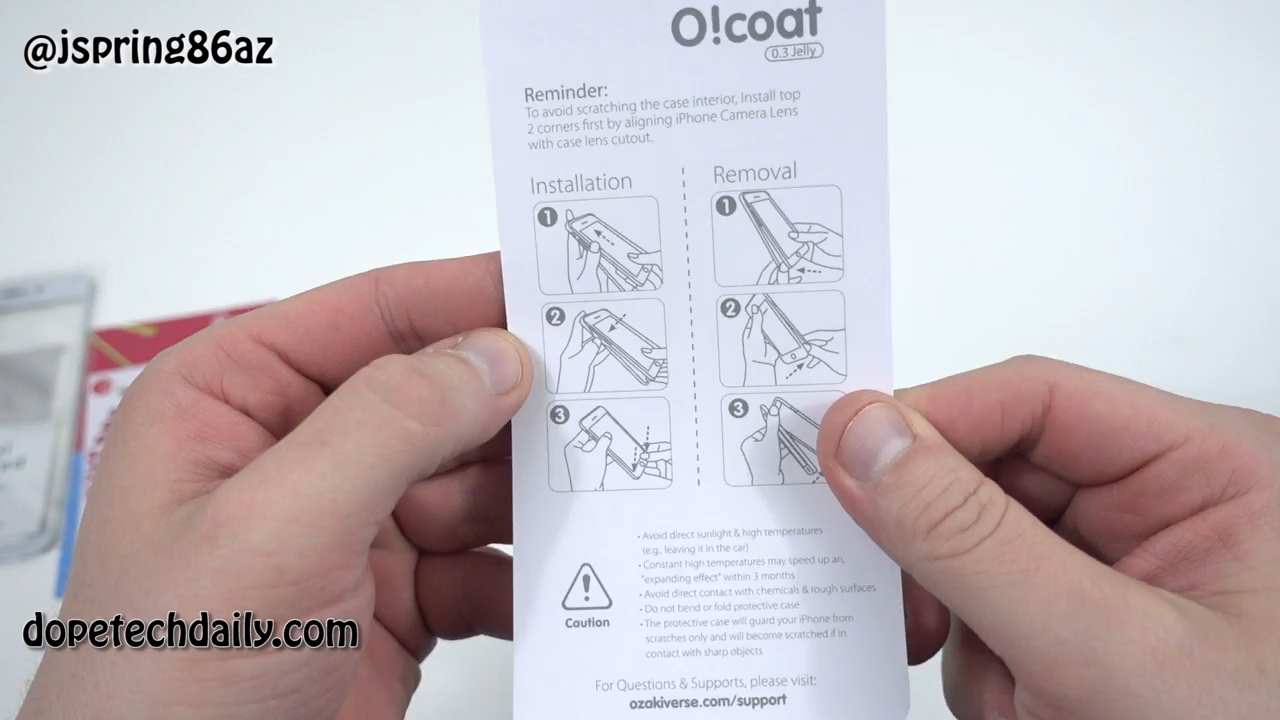 @jspring86az
O!coat
0.3 Jelly
Reminder:
To avoid scratching the case interior, Install top
2 corners first by aligning iPhone Camera Lens
with case lens cutout.
Installation
1
2
3
Removal
1
2
3
• Avoid direct sunlight & high temperatures
(e.g., leaving it in the car)
• Constant high temperatures may speed up an,
"expanding effect" within 3 months
• Avoid direct contact with chemicals & rough surfaces
• Do not bend or fold protective case
• The protective case will guard your iPhone from
scratches only and will become scratched if in
contact with sharp objects
Caution
For Questions & Supports, please visit:
ozakiverse.com/support
dopetechdaily.com